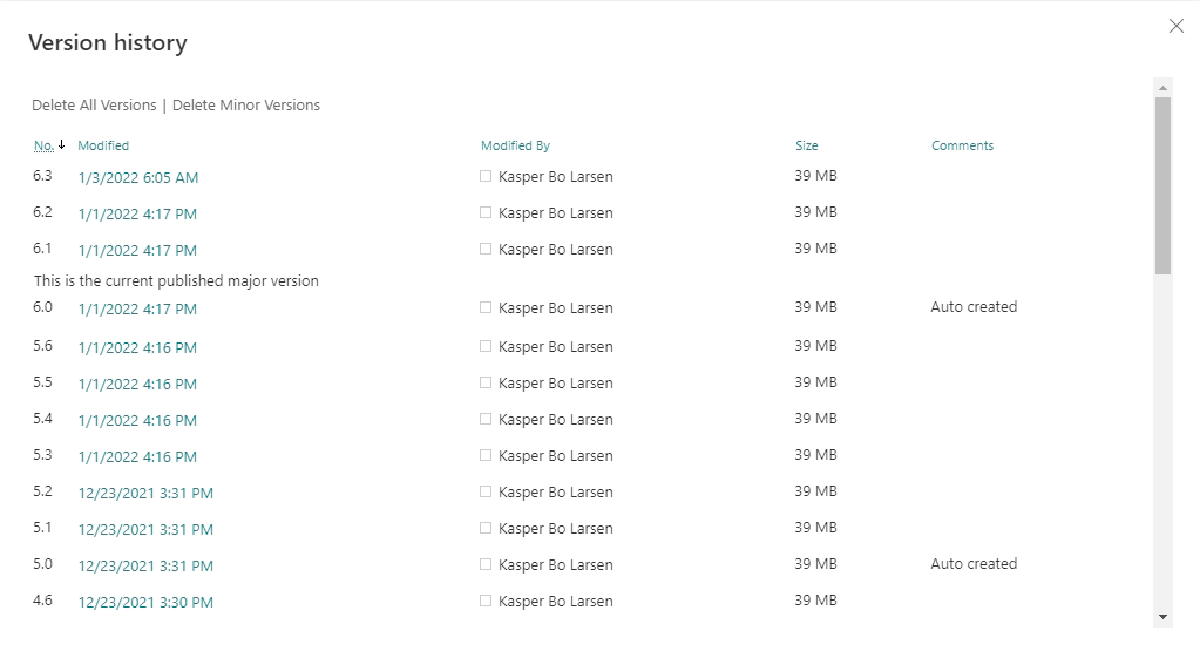 Version history
Delete All Versions | Delete Minor Versions
No. Modified Modified By Size Comments
6.3 1/3/2022 6:05 AM Kasper Bo Larsen 39 MB
6.2 1/1/2022 4:17 PM Kasper Bo Larsen 39 MB
6.1 1/1/2022 4:17 PM Kasper Bo Larsen 39 MB
This is the current published major version
6.0 1/1/2022 4:17 PM Kasper Bo Larsen 39 MB Auto created
5.6 1/1/2022 4:16 PM Kasper Bo Larsen 39 MB
5.5 1/1/2022 4:16 PM Kasper Bo Larsen 39 MB
5.4 1/1/2022 4:16 PM Kasper Bo Larsen 39 MB
5.3 1/1/2022 4:16 PM Kasper Bo Larsen 39 MB
5.2 12/23/2021 3:31 PM Kasper Bo Larsen 39 MB
5.1 12/23/2021 3:31 PM Kasper Bo Larsen 39 MB
5.0 12/23/2021 3:31 PM Kasper Bo Larsen 39 MB Auto created
4.6 12/23/2021 3:30 PM Kasper Bo Larsen 39 MB